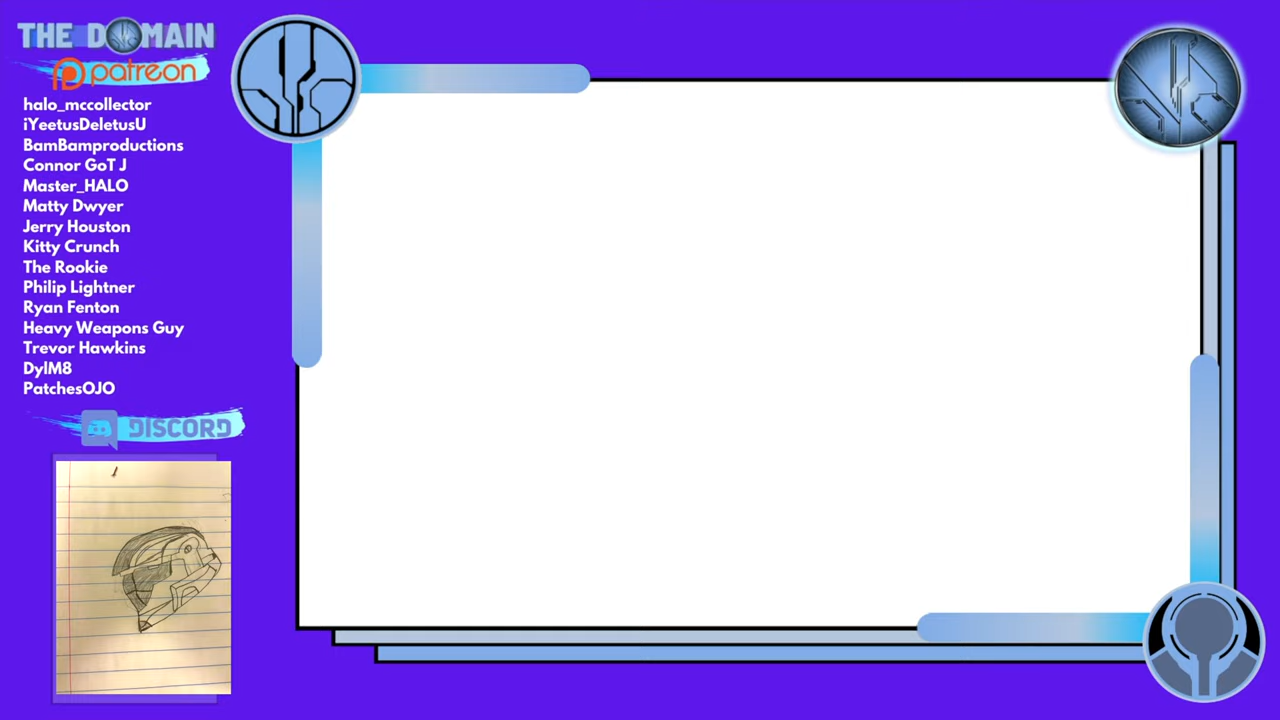 THE DOMAIN
patreon
halo_mccollector
iYeetusDeletusU
BamBamproductions
Connor GoT J
Master_HALO
Matty Dwyer
Jerry Houston
Kitty Crunch
The Rookie
Philip Lightner
Ryan Fenton
Heavy Weapons Guy
Trevor Hawkins
DylM8
PatchesOJO
DISCORD